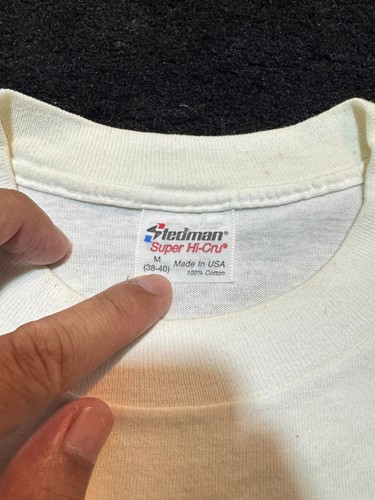 Stedman®
Super Hi-Cru®
M
(38-40)
Made In USA
100% Cotton